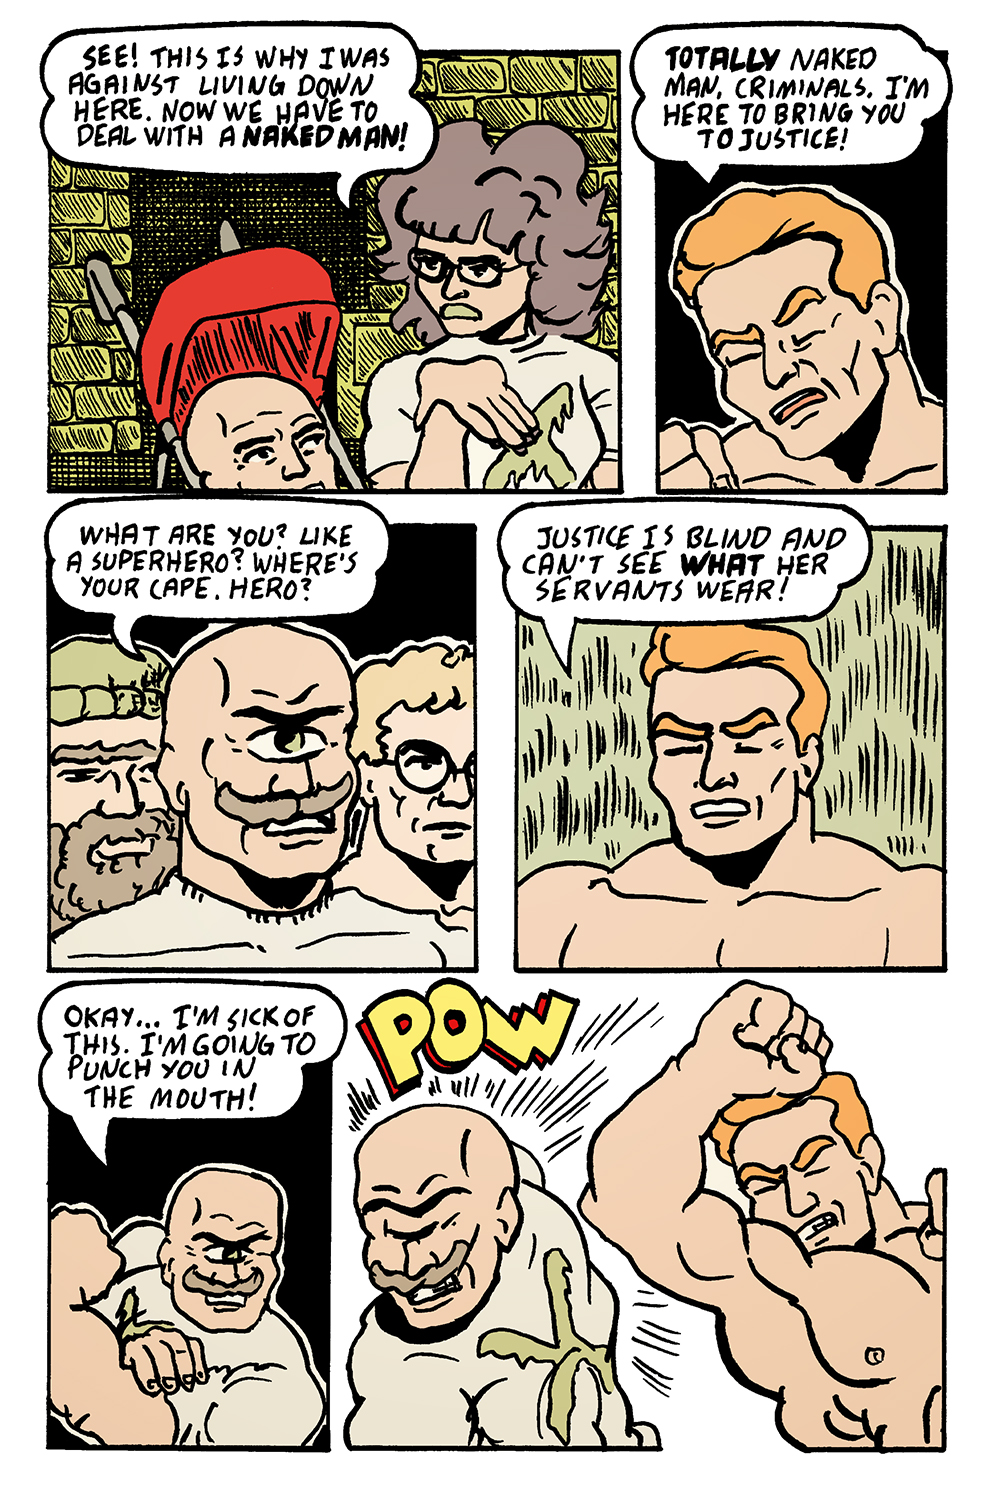 SEE! THIS IS WHY I WAS
AGAINST LIVING DOWN
HERE. NOW WE HAVE TO
DEAL WITH A NAKED MAN!
TOTALLY NAKED
MAN, CRIMINALS. I'M
HERE TO BRING YOU
TO JUSTICE!
WHAT ARE YOU? LIKE
A SUPERHERO? WHERE'S
YOUR CAPE, HERO?
JUSTICE IS BLIND AND
CAN'T SEE WHAT HER
SERVANTS WEAR!
OKAY... I'M SICK OF
THIS. I'M GOING TO
PUNCH YOU IN
THE MOUTH!
POW